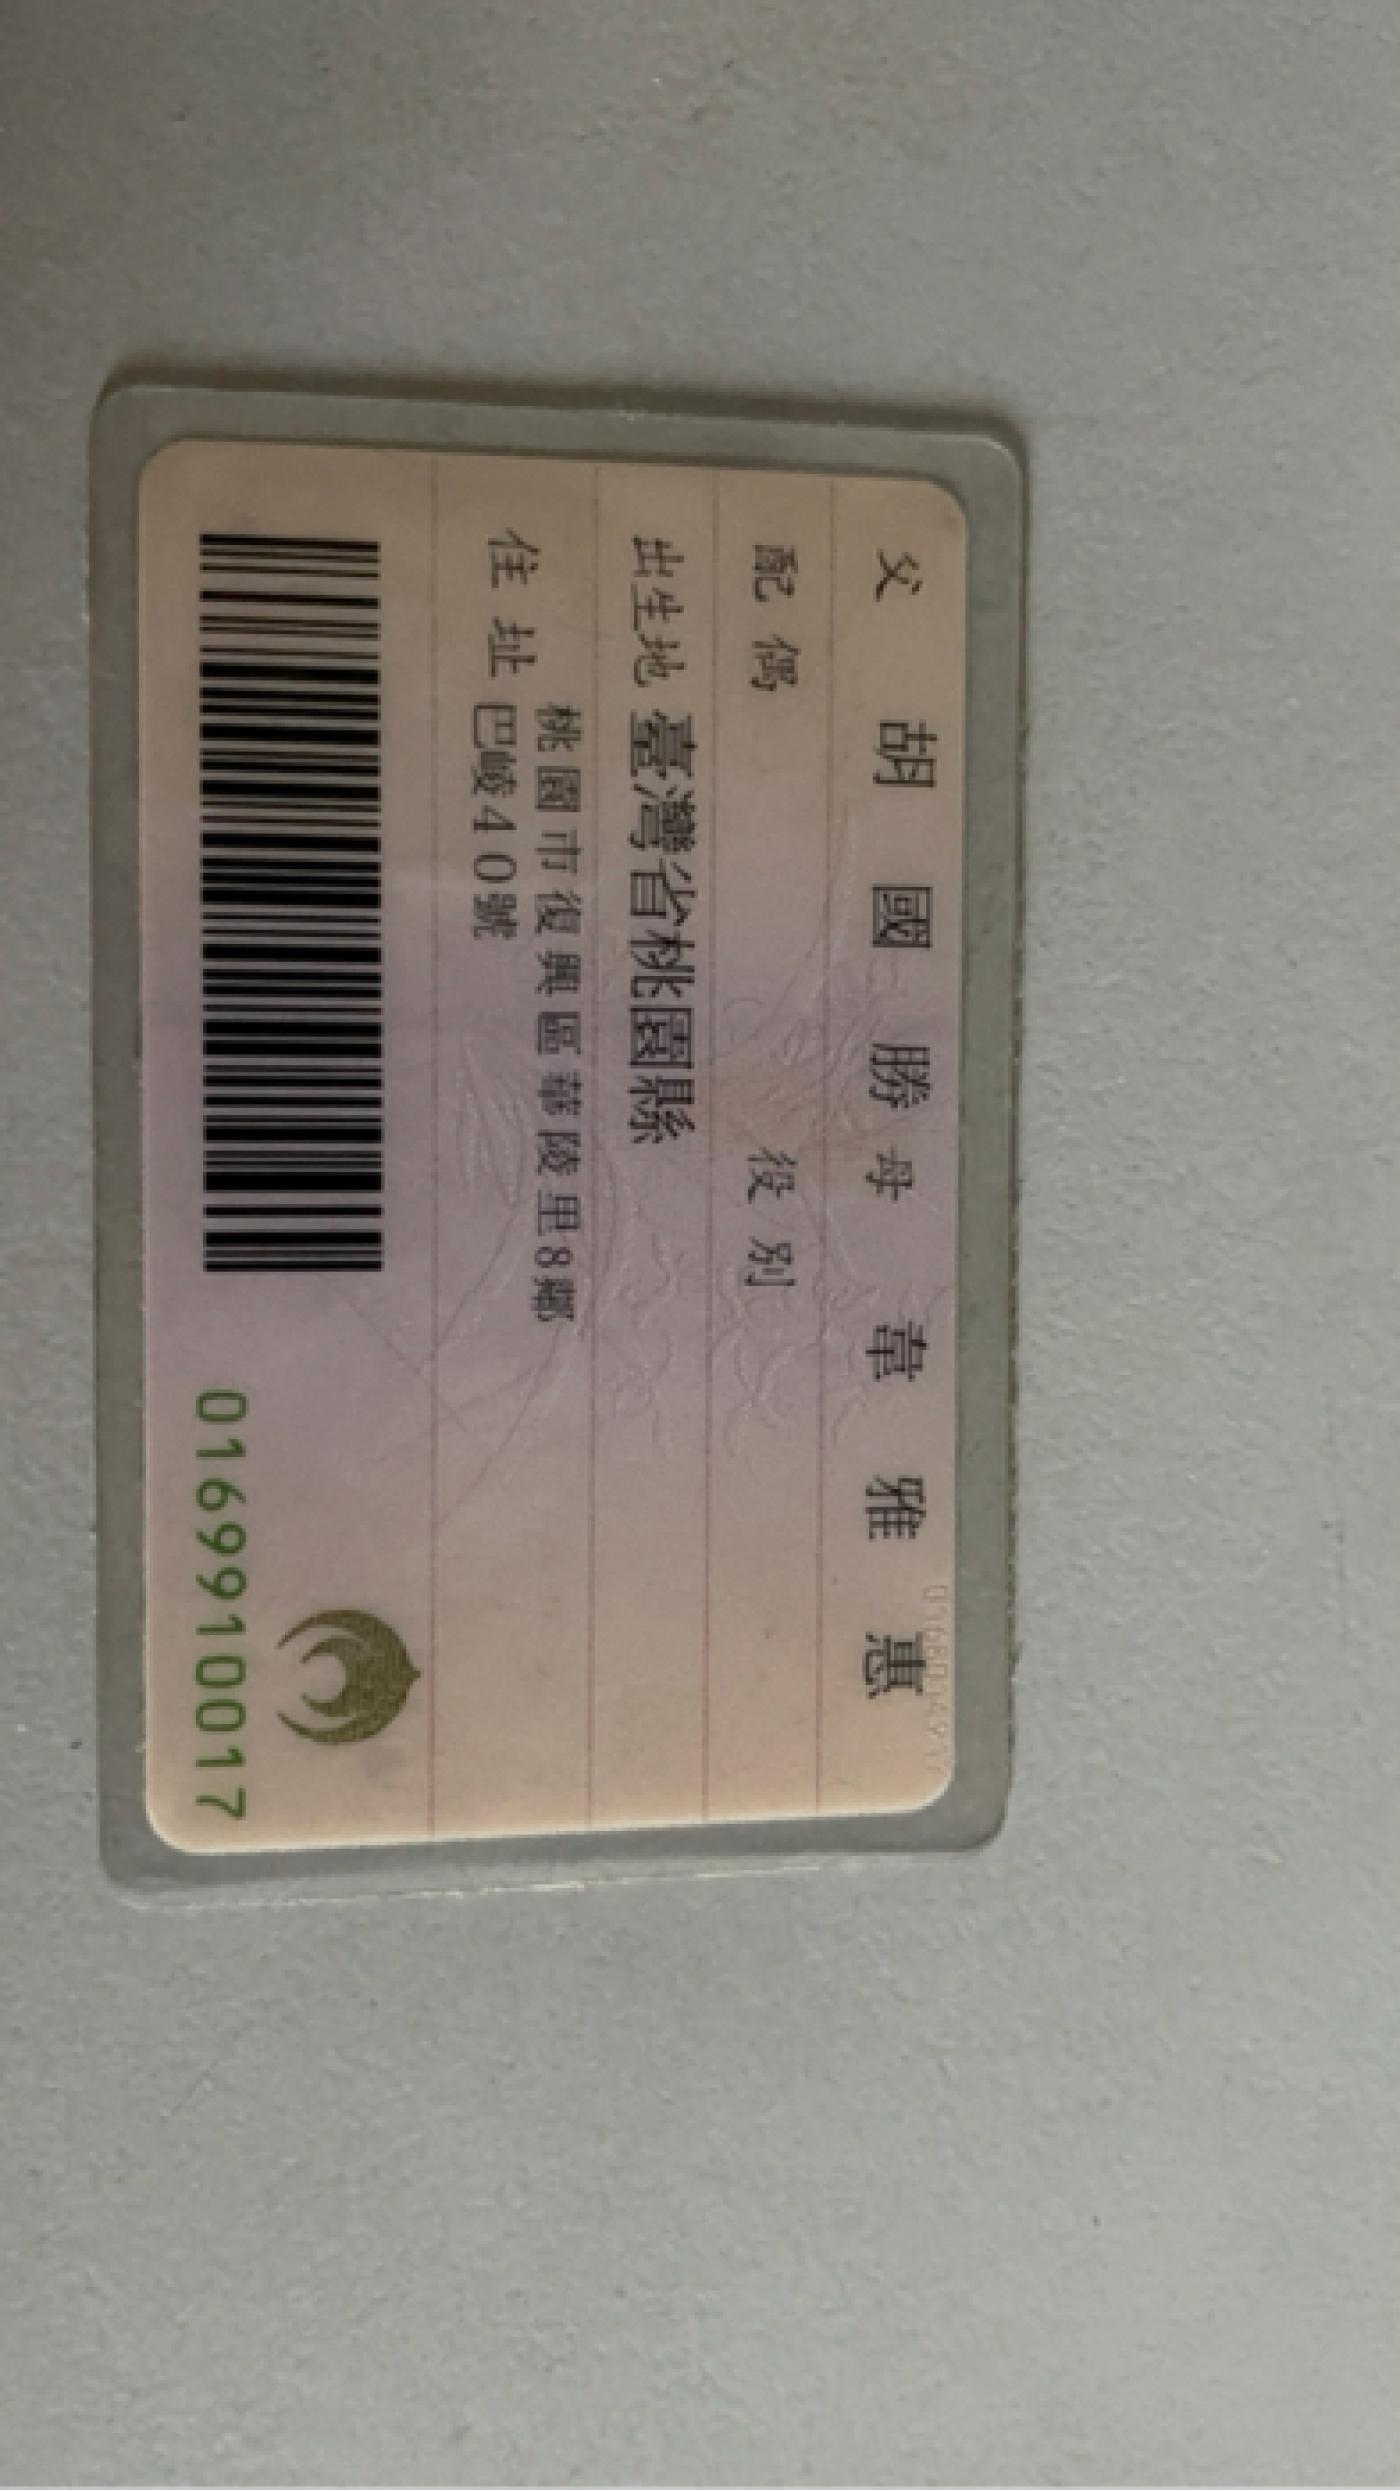 父 胡國勝 母 章雅惠
配偶 役別
出生地 臺灣省桃園縣
住址 桃園市復興區華陵里8鄰
巴崚40號
0169910017